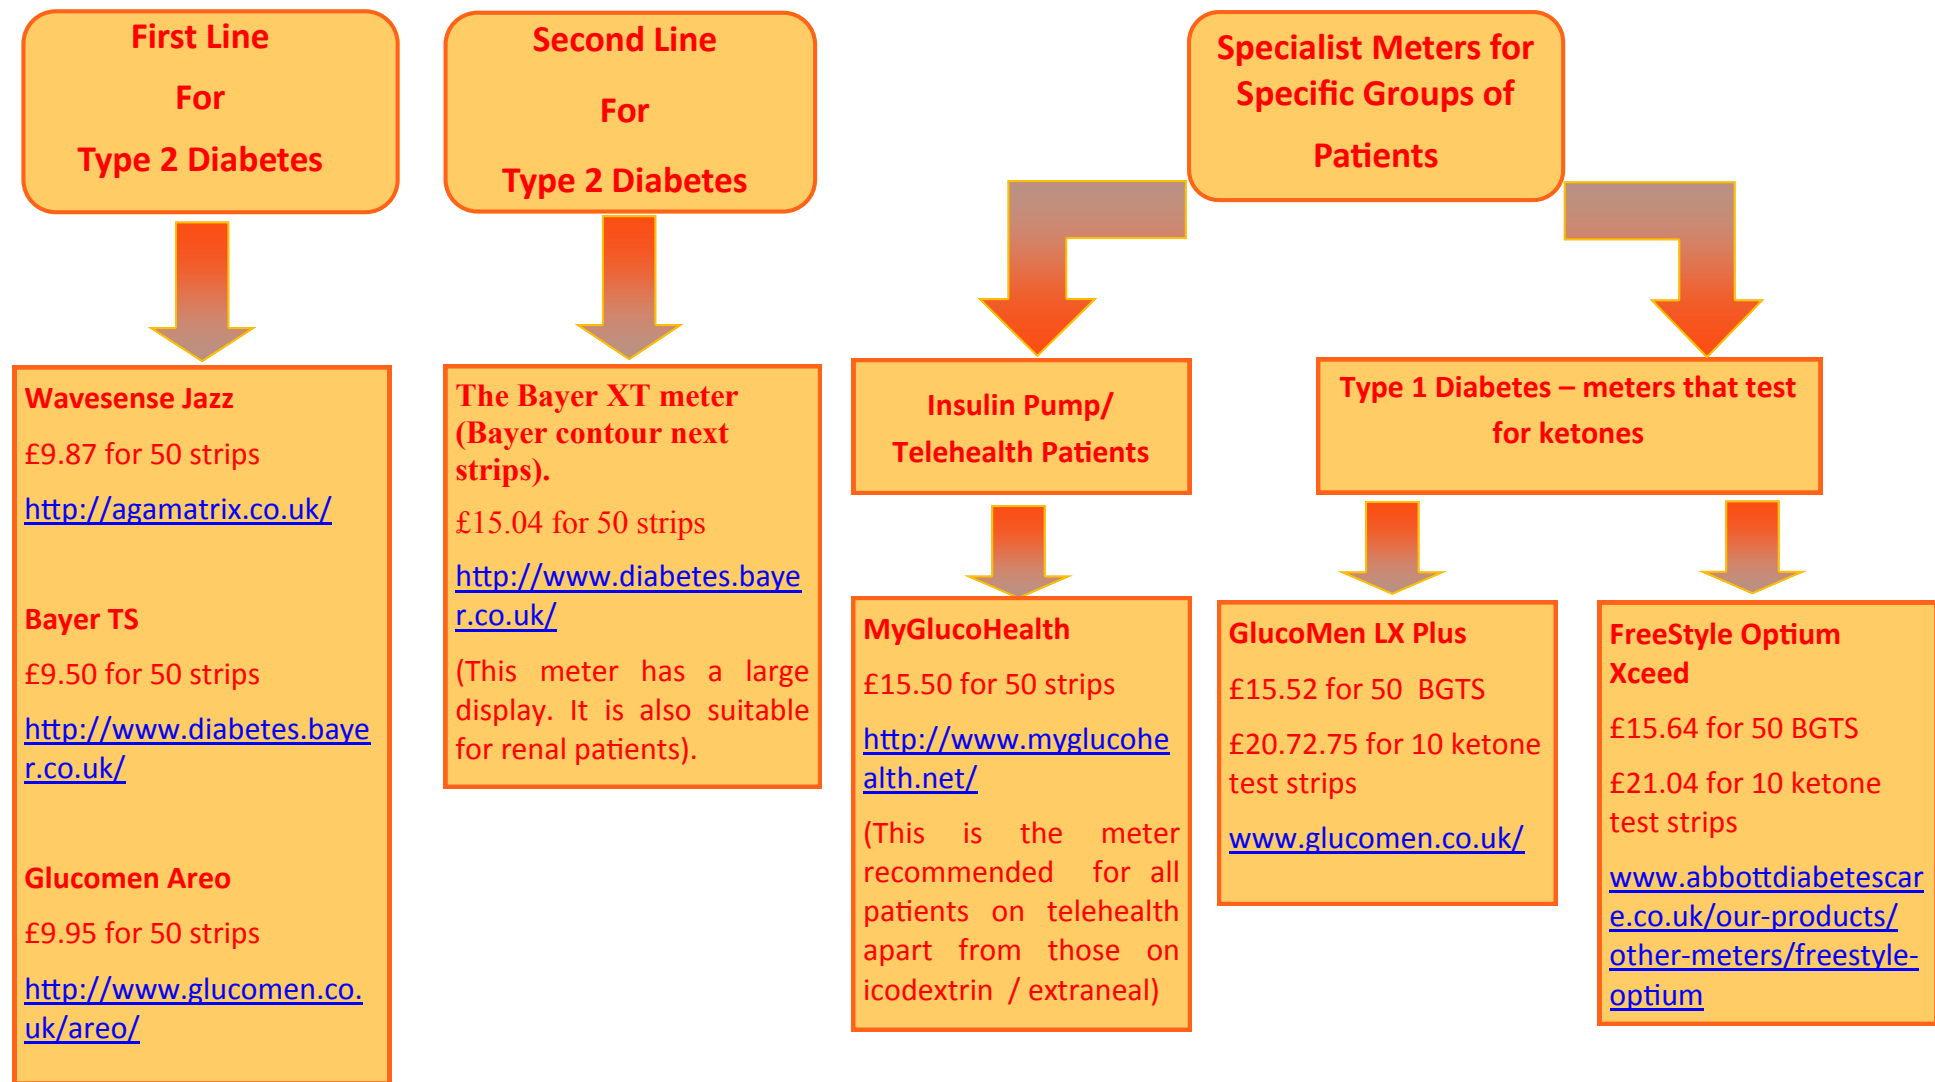 First Line
For
Type 2 Diabetes
Second Line
For
Type 2 Diabetes
Specialist Meters for
Specific Groups of
Patients
Wavesense Jazz
£9.87 for 50 strips
http://agamatrix.co.uk/
Bayer TS
£9.50 for 50 strips
http://www.diabetes.baye
r.co.uk/
Glucomen Areo
£9.95 for 50 strips
http://www.glucomen.co.
uk/areo/
The Bayer XT meter
(Bayer contour next
strips).
£15.04 for 50 strips
http://www.diabetes.baye
r.co.uk/
(This meter has a large
display. It is also suitable
for renal patients).
Insulin Pump/
Telehealth Patients
MyGlucoHealth
£15.50 for 50 strips
http://www.myglucohe
alth.net/
(This is the meter
recommended for all
patients on telehealth
apart from those on
icodextrin / extraneal)
Type 1 Diabetes – meters that test
for ketones
GlucoMen LX Plus
£15.52 for 50 BGTS
£20.72.75 for 10 ketone
test strips
www.glucomen.co.uk/
FreeStyle Optium
Xceed
£15.64 for 50 BGTS
£21.04 for 10 ketone
test strips
www.abbottdiabetescar
e.co.uk/our-products/
other-meters/freestyle-
optium